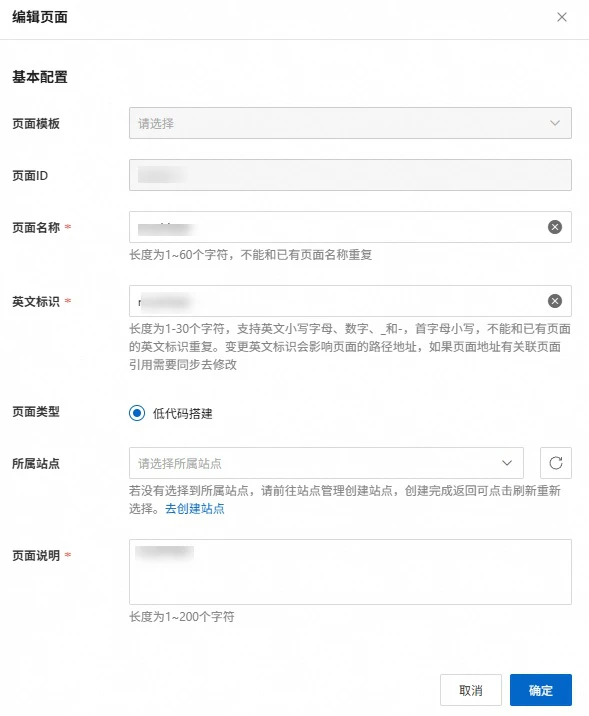 编辑页面
基本配置
页面模板
请选择
页面ID
页面名称 *
长度为1~60个字符，不能和已有页面名称重复
英文标识 *
长度为1-30个字符，支持英文小写字母、数字、_和-，首字母小写，不能和已有页面
的英文标识重复。变更英文标识会影响页面的路径地址，如果页面地址有关联页面
引用需要同步去修改
页面类型
低代码搭建
所属站点
请选择所属站点
若没有选择到所属站点，请前往站点管理创建站点，创建完成返回可点击刷新重新
选择。去创建站点
页面说明 *
长度为1~200个字符
取消
确定